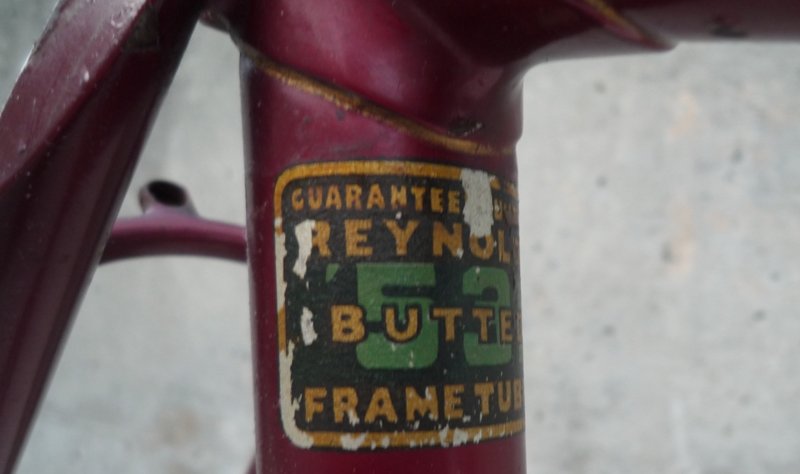 GUARANTEE
REYNOL
'53
BUTTE
FRAME TUB